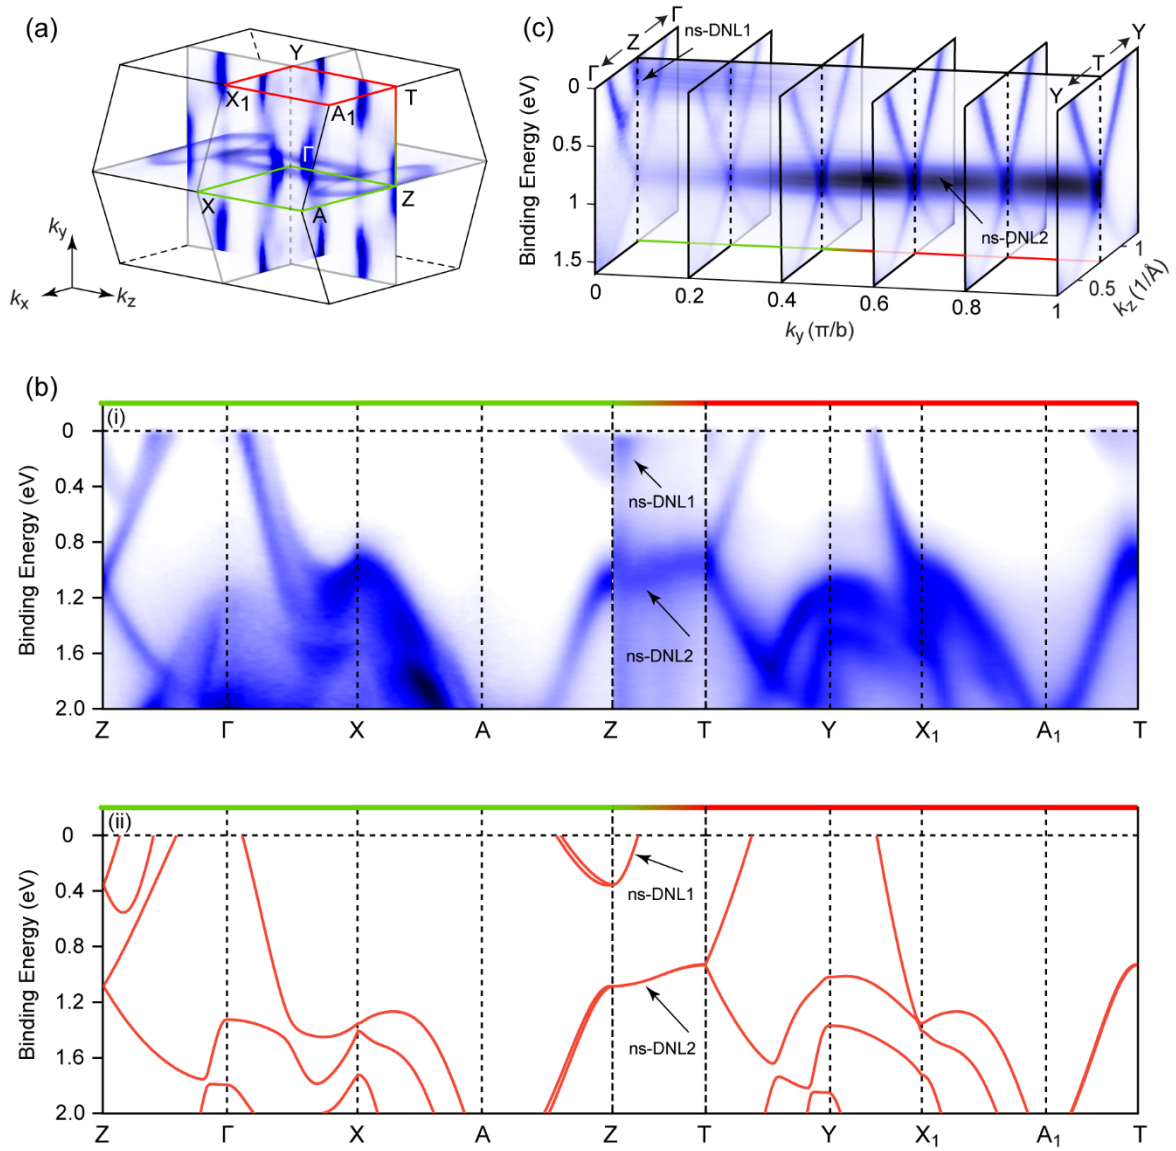 (a)
Y
X1
A1
T
Γ
X
A
Z
ky
kx
kz
(c)
Γ
Z
Γ
ns-DNL1
Y
T
Y
Binding Energy (eV)
0
0.5
1
1.5
ns-DNL2
0
0.2
0.4
0.6
0.8
1
ky (π/b)
0.5
1
kz (1/Å)
(b)
(i)
Binding Energy (eV)
0
0.4
0.8
1.2
1.6
2.0
ns-DNL1
ns-DNL2
Z Γ X A Z T Y X1 A1 T
(ii)
Binding Energy (eV)
0
0.4
0.8
1.2
1.6
2.0
ns-DNL1
ns-DNL2
Z Γ X A Z T Y X1 A1 T